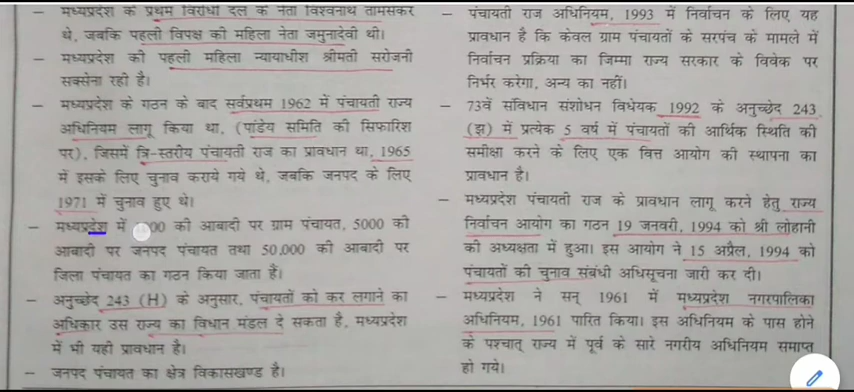 – मध्यप्रदेश के प्रथम विरोधी दल के नेता विश्वनाथ तामस्कर
थे, जबकि पहली विपक्ष की महिला नेता जमुनादेवी थी।
– मध्यप्रदेश की पहली महिला न्यायाधीश श्रीमती सरोजनी
सक्सेना रही है।
– मध्यप्रदेश के गठन के बाद सर्वप्रथम 1962 में पंचायती राज्य
अधिनियम लागू किया था, (पांडेय समिति की सिफारिश
पर), जिसमें त्रि-स्तरीय पंचायती राज का प्रावधान था, 1965
में इसके लिए चुनाव कराये गये थे, जबकि जनपद के लिए
1971 में चुनाव हुए थे।
– मध्यप्रदेश में 00 की आबादी पर ग्राम पंचायत, 5000 की
आबादी पर जनपद पंचायत तथा 50,000 की आबादी पर
जिला पंचायत का गठन किया जाता है।
– अनुच्छेद 243 (H) के अनुसार, पंचायतों को कर लगाने का
अधिकार उस राज्य का विधान मंडल दे सकता है, मध्यप्रदेश
में भी यही प्रावधान है।
– जनपद पंचायत का क्षेत्र विकासखण्ड है।
– पंचायती राज अधिनियम, 1993 में निर्वाचन के लिए यह
प्रावधान है कि केवल ग्राम पंचायतों के सरपंच के मामले में
निर्वाचन प्रक्रिया का जिम्मा राज्य सरकार के विवेक पर
निर्भर करेगा, अन्य का नहीं।
– 73वें संविधान संशोधन विधेयक 1992 के अनुच्छेद 243
(झ) में प्रत्येक 5 वर्ष में पंचायतों की आर्थिक स्थिति की
समीक्षा करने के लिए एक वित्त आयोग की स्थापना का
प्रावधान है।
– मध्यप्रदेश पंचायती राज के प्रावधान लागू करने हेतु राज्य
निर्वाचन आयोग का गठन 19 जनवरी, 1994 को श्री लोहानी
की अध्यक्षता में हुआ। इस आयोग ने 15 अप्रैल, 1994 को
पंचायतों की चुनाव संबंधी अधिसूचना जारी कर दी।
– मध्यप्रदेश ने सन् 1961 में मध्यप्रदेश नगरपालिका
अधिनियम, 1961 पारित किया। इस अधिनियम के पास होने
के पश्चात् राज्य में पूर्व के सारे नगरीय अधिनियम समाप्त
हो गये।